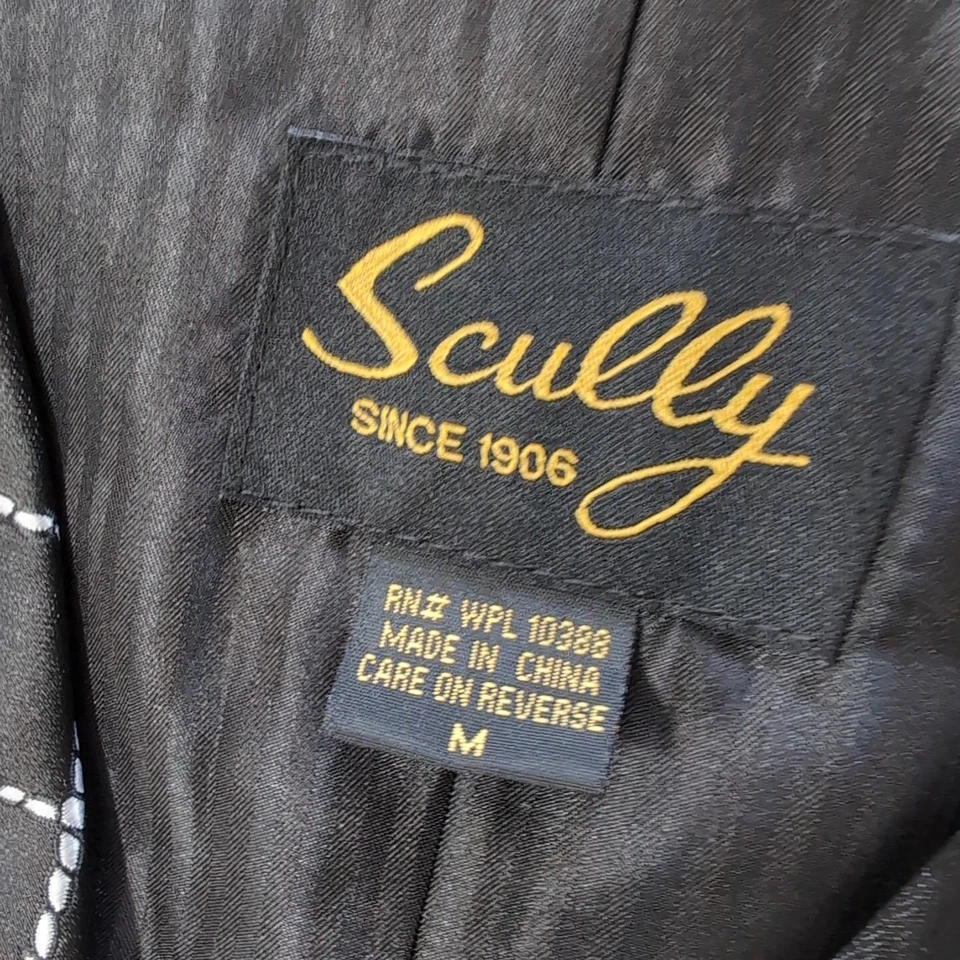 Scully
SINCE 1906
RN# WPL 10388
MADE IN CHINA
CARE ON REVERSE
M